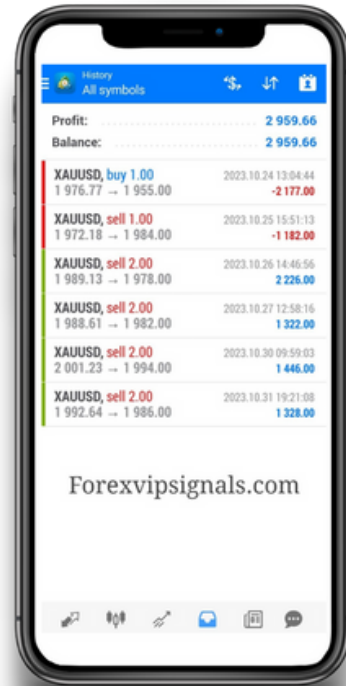 History
All symbols
Profit: 2 959.66
Balance: 2 959.66
XAUUSD, buy 1.00 2023.10.24 13:04:44
1 976.77 → 1 955.00 -2 177.00
XAUUSD, sell 1.00 2023.10.25 15:51:13
1 972.18 → 1 984.00 -1 182.00
XAUUSD, sell 2.00 2023.10.26 14:46:56
1 989.13 → 1 978.00 2 226.00
XAUUSD, sell 2.00 2023.10.27 12:58:16
1 988.61 → 1 982.00 1 322.00
XAUUSD, sell 2.00 2023.10.30 09:59:03
2 001.23 → 1 994.00 1 446.00
XAUUSD, sell 2.00 2023.10.31 19:21:08
1 992.64 → 1 986.00 1 328.00
Forexvipsignals.com